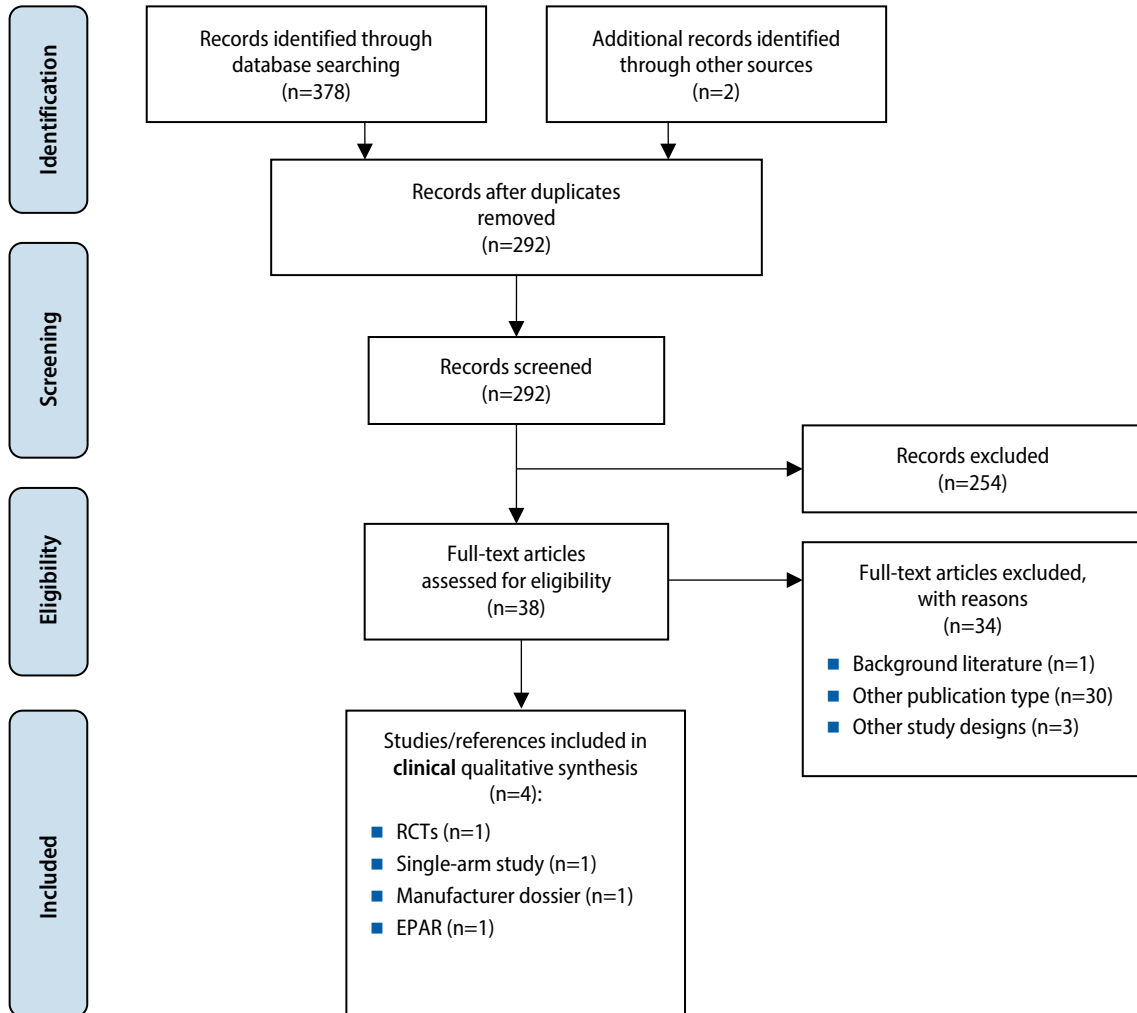 Identification
Records identified through
database searching
(n=378)
Additional records identified
through other sources
(n=2)
Records after duplicates
removed
(n=292)
Screening
Records screened
(n=292)
Records excluded
(n=254)
Eligibility
Full-text articles
assessed for eligibility
(n=38)
Full-text articles excluded,
with reasons
(n=34)
■ Background literature (n=1)
■ Other publication type (n=30)
■ Other study designs (n=3)
Included
Studies/references included in
clinical qualitative synthesis
(n=4):
■ RCTs (n=1)
■ Single-arm study (n=1)
■ Manufacturer dossier (n=1)
■ EPAR (n=1)